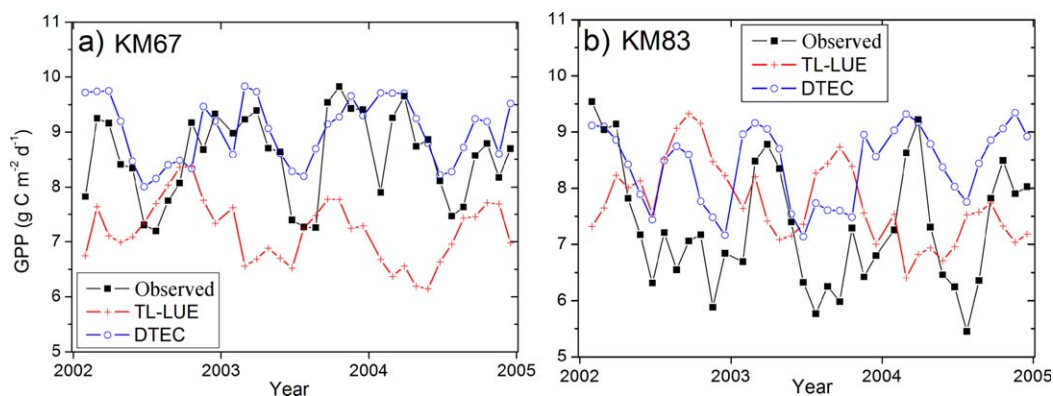 a) KM67
11
10
9
8
7
6
5
GPP (g C m-2 d-1)
Observed
TL-LUE
DTEC
2002
2003
2004
2005
Year
b) KM83
11
10
9
8
7
6
5
Observed
TL-LUE
DTEC
2002
2003
2004
2005
Year